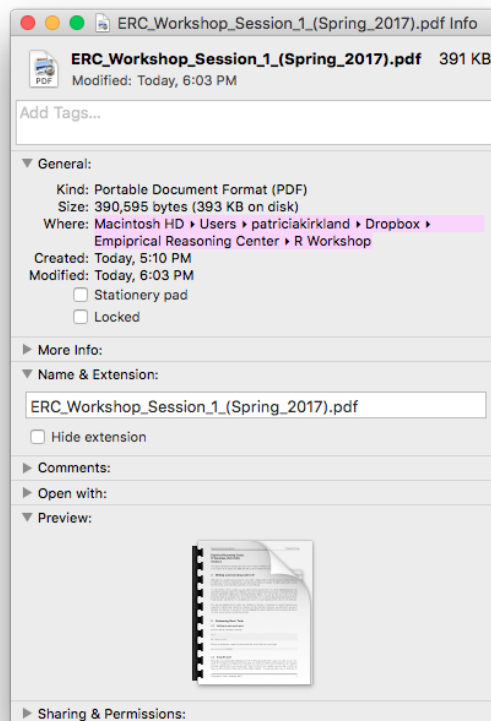 ERC_Workshop_Session_1_(Spring_2017).pdf Info
ERC_Workshop_Session_1_(Spring_2017).pdf 391 KB
PDF
Modified: Today, 6:03 PM
Add Tags...
▼ General:
Kind: Portable Document Format (PDF)
Size: 390,595 bytes (393 KB on disk)
Where: Macintosh HD ▸ Users ▸ patriciakirkland ▸ Dropbox ▸
Empiprical Reasoning Center ▸ R Workshop
Created: Today, 5:10 PM
Modified: Today, 6:03 PM
Stationery pad
Locked
▶ More Info:
▼ Name & Extension:
ERC_Workshop_Session_1_(Spring_2017).pdf
Hide extension
▶ Comments:
▶ Open with:
▼ Preview:
▶ Sharing & Permissions: